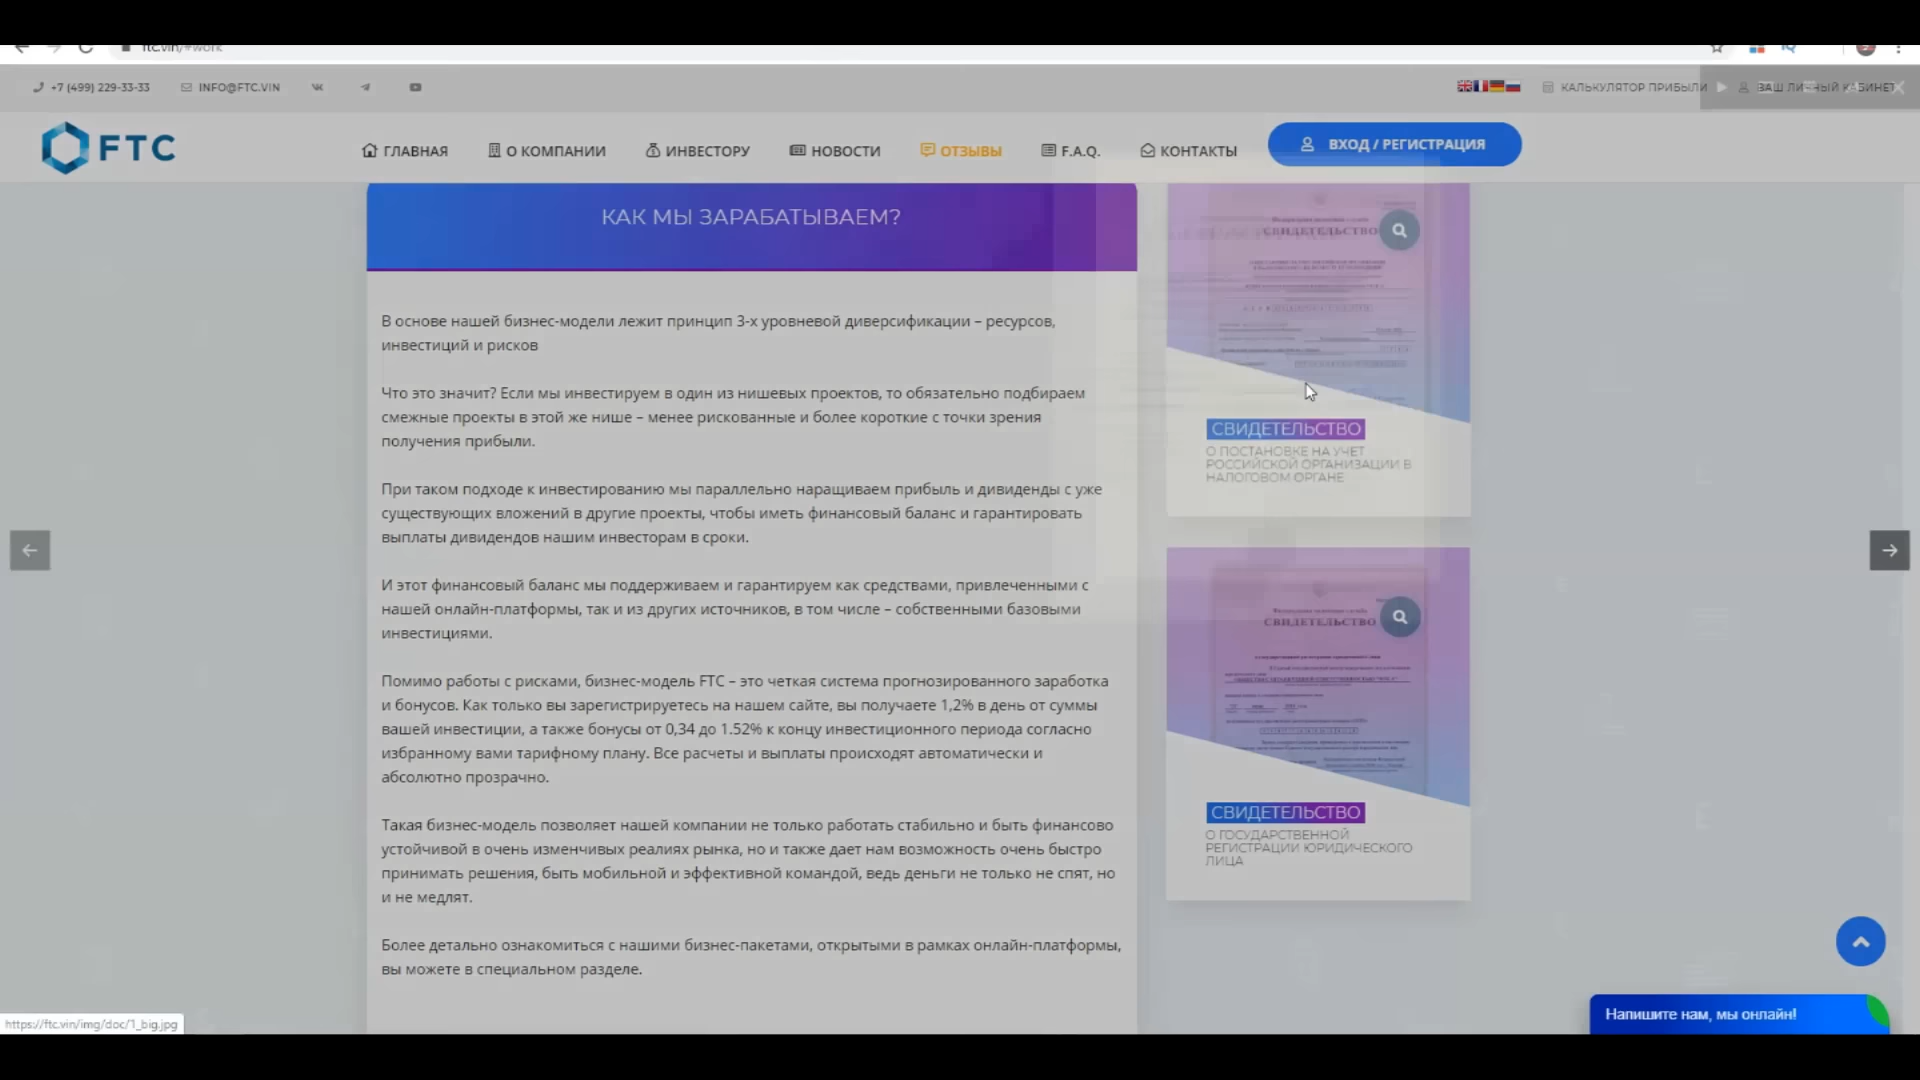 ftc.vin/#work
+7 (499) 229-33-33
INFO@FTC.VIN
КАЛЬКУЛЯТОР ПРИБЫЛИ
ВАШ ЛИЧНЫЙ КАБИНЕТ
FTC
ГЛАВНАЯ
О КОМПАНИИ
ИНВЕСТОРУ
НОВОСТИ
ОТЗЫВЫ
F.A.Q.
КОНТАКТЫ
ВХОД / РЕГИСТРАЦИЯ
КАК МЫ ЗАРАБАТЫВАЕМ?
В основе нашей бизнес-модели лежит принцип 3-х уровневой диверсификации – ресурсов,
инвестиций и рисков
Что это значит? Если мы инвестируем в один из нишевых проектов, то обязательно подбираем
смежные проекты в этой же нише – менее рискованные и более короткие с точки зрения
получения прибыли.
При таком подходе к инвестированию мы параллельно наращиваем прибыль и дивиденды с уже
существующих вложений в другие проекты, чтобы иметь финансовый баланс и гарантировать
выплаты дивидендов нашим инвесторам в сроки.
И этот финансовый баланс мы поддерживаем и гарантируем как средствами, привлеченными с
нашей онлайн-платформы, так и из других источников, в том числе – собственными базовыми
инвестициями.
Помимо работы с рисками, бизнес-модель FTC – это четкая система прогнозированного заработка
и бонусов. Как только вы зарегистрируетесь на нашем сайте, вы получаете 1,2% в день от суммы
вашей инвестиции, а также бонусы от 0,34 до 1.52% к концу инвестиционного периода согласно
избранному вами тарифному плану. Все расчеты и выплаты происходят автоматически и
абсолютно прозрачно.
Такая бизнес-модель позволяет нашей компании не только работать стабильно и быть финансово
устойчивой в очень изменчивых реалиях рынка, но и также дает нам возможность очень быстро
принимать решения, быть мобильной и эффективной командой, ведь деньги не только не спят, но
и не медлят.
Более детально ознакомиться с нашими бизнес-пакетами, открытыми в рамках онлайн-платформы,
вы можете в специальном разделе.
СВИДЕТЕЛЬСТВО
СВИДЕТЕЛЬСТВО
О ПОСТАНОВКЕ НА УЧЕТ
РОССИЙСКОЙ ОРГАНИЗАЦИИ В
НАЛОГОВОМ ОРГАНЕ
СВИДЕТЕЛЬСТВО
СВИДЕТЕЛЬСТВО
О ГОСУДАРСТВЕННОЙ
РЕГИСТРАЦИИ ЮРИДИЧЕСКОГО
ЛИЦА
Напишите нам, мы онлайн!
https://ftc.vin/img/doc/1_big.jpg